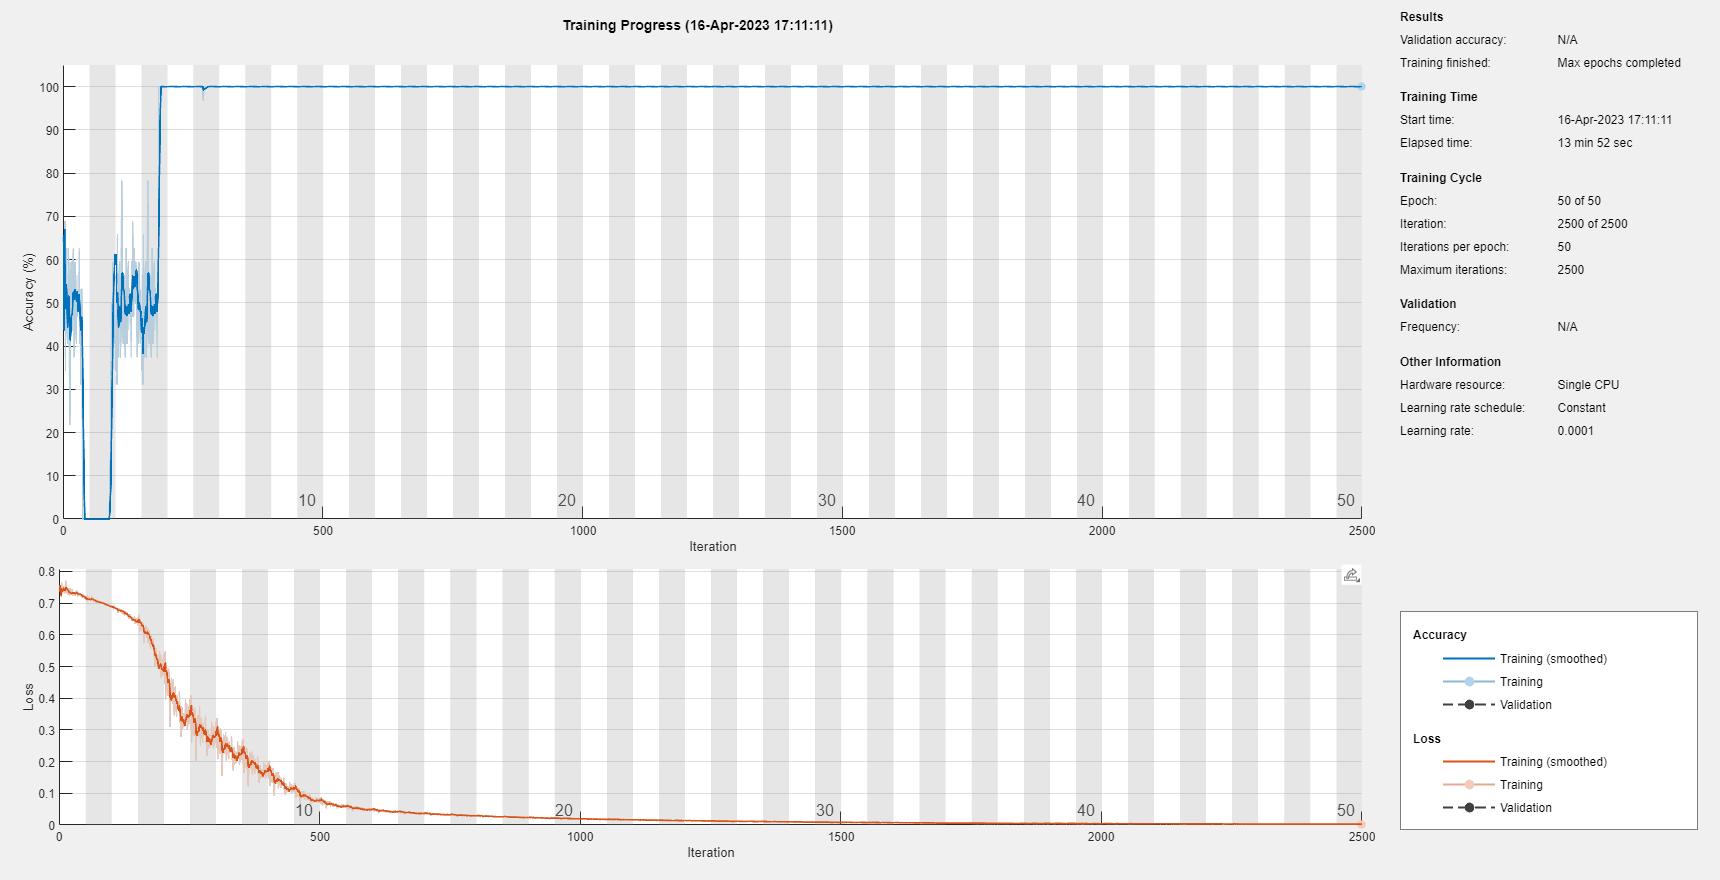 Training Progress (16-Apr-2023 17:11:11)
100
90
80
70
60
50
40
30
20
10
0
Accuracy (%)
10
20
30
40
50
0
500
1000
1500
2000
2500
Iteration
0.8
0.7
0.6
0.5
0.4
0.3
0.2
0.1
0
Loss
10
20
30
40
50
0
500
1000
1500
2000
2500
Iteration
Results
Validation accuracy: N/A
Training finished: Max epochs completed
Training Time
Start time: 16-Apr-2023 17:11:11
Elapsed time: 13 min 52 sec
Training Cycle
Epoch: 50 of 50
Iteration: 2500 of 2500
Iterations per epoch: 50
Maximum iterations: 2500
Validation
Frequency: N/A
Other Information
Hardware resource: Single CPU
Learning rate schedule: Constant
Learning rate: 0.0001
Accuracy
Training (smoothed)
Training
Validation
Loss
Training (smoothed)
Training
Validation